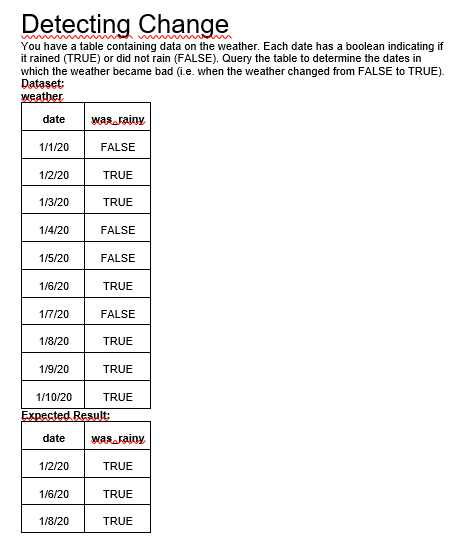 Detecting Change
You have a table containing data on the weather. Each date has a boolean indicating if
it rained (TRUE) or did not rain (FALSE). Query the table to determine the dates in
which the weather became bad (i.e. when the weather changed from FALSE to TRUE).
Dataset:
weather
date was_rainy
1/1/20 FALSE
1/2/20 TRUE
1/3/20 TRUE
1/4/20 FALSE
1/5/20 FALSE
1/6/20 TRUE
1/7/20 FALSE
1/8/20 TRUE
1/9/20 TRUE
1/10/20 TRUE
Expected Result:
date was_rainy
1/2/20 TRUE
1/6/20 TRUE
1/8/20 TRUE